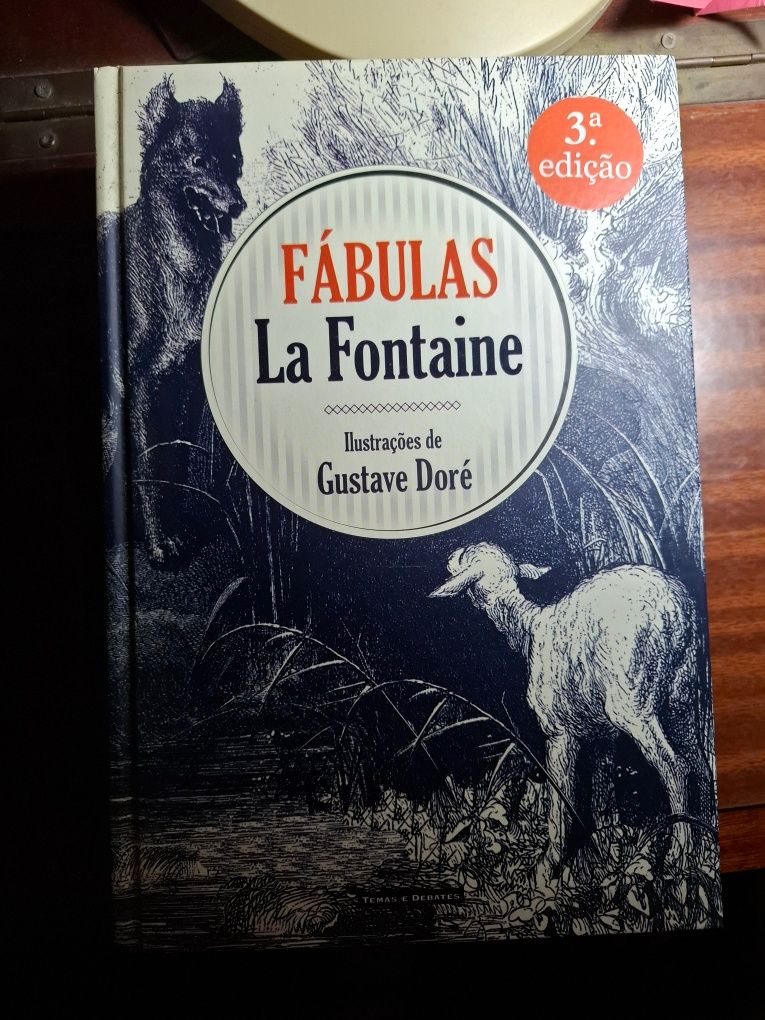 3.ª
edição
FÁBULAS
La Fontaine
Ilustrações de
Gustave Doré
TEMAS E DEBATES